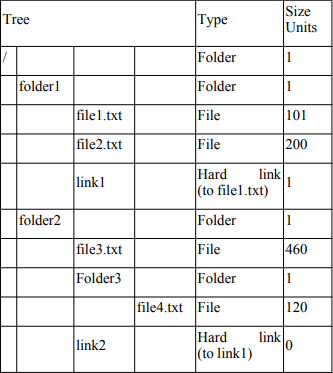 Tree Type Size Units
/ Folder 1
folder1 Folder 1
file1.txt File 101
file2.txt File 200
link1 Hard link (to file1.txt) 1
folder2 Folder 1
file3.txt File 460
Folder3 Folder 1
file4.txt File 120
link2 Hard link (to link1) 0